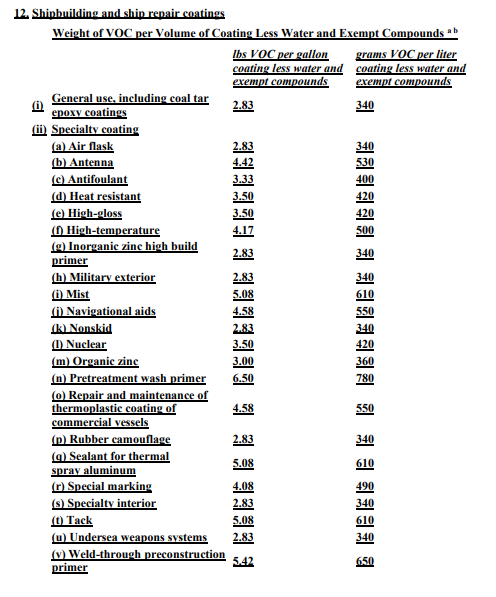 12. Shipbuilding and ship repair coatings
Weight of VOC per Volume of Coating Less Water and Exempt Compounds a b
lbs VOC per gallon grams VOC per liter
coating less water and coating less water and
exempt compounds exempt compounds
(i) General use, including coal tar epoxy coatings 2.83 340
(ii) Specialty coating
(a) Air flask 2.83 340
(b) Antenna 4.42 530
(c) Antifoulant 3.33 400
(d) Heat resistant 3.50 420
(e) High-gloss 3.50 420
(f) High-temperature 4.17 500
(g) Inorganic zinc high build
primer 2.83 340
(h) Military exterior 2.83 340
(i) Mist 5.08 610
(j) Navigational aids 4.58 550
(k) Nonskid 2.83 340
(l) Nuclear 3.50 420
(m) Organic zinc 3.00 360
(n) Pretreatment wash primer 6.50 780
(o) Repair and maintenance of
thermoplastic coating of 4.58 550
commercial vessels
(p) Rubber camouflage 2.83 340
(q) Sealant for thermal
spray aluminum 5.08 610
(r) Special marking 4.08 490
(s) Specialty interior 2.83 340
(t) Tack 5.08 610
(u) Undersea weapons systems 2.83 340
(v) Weld-through preconstruction
primer 5.42 650